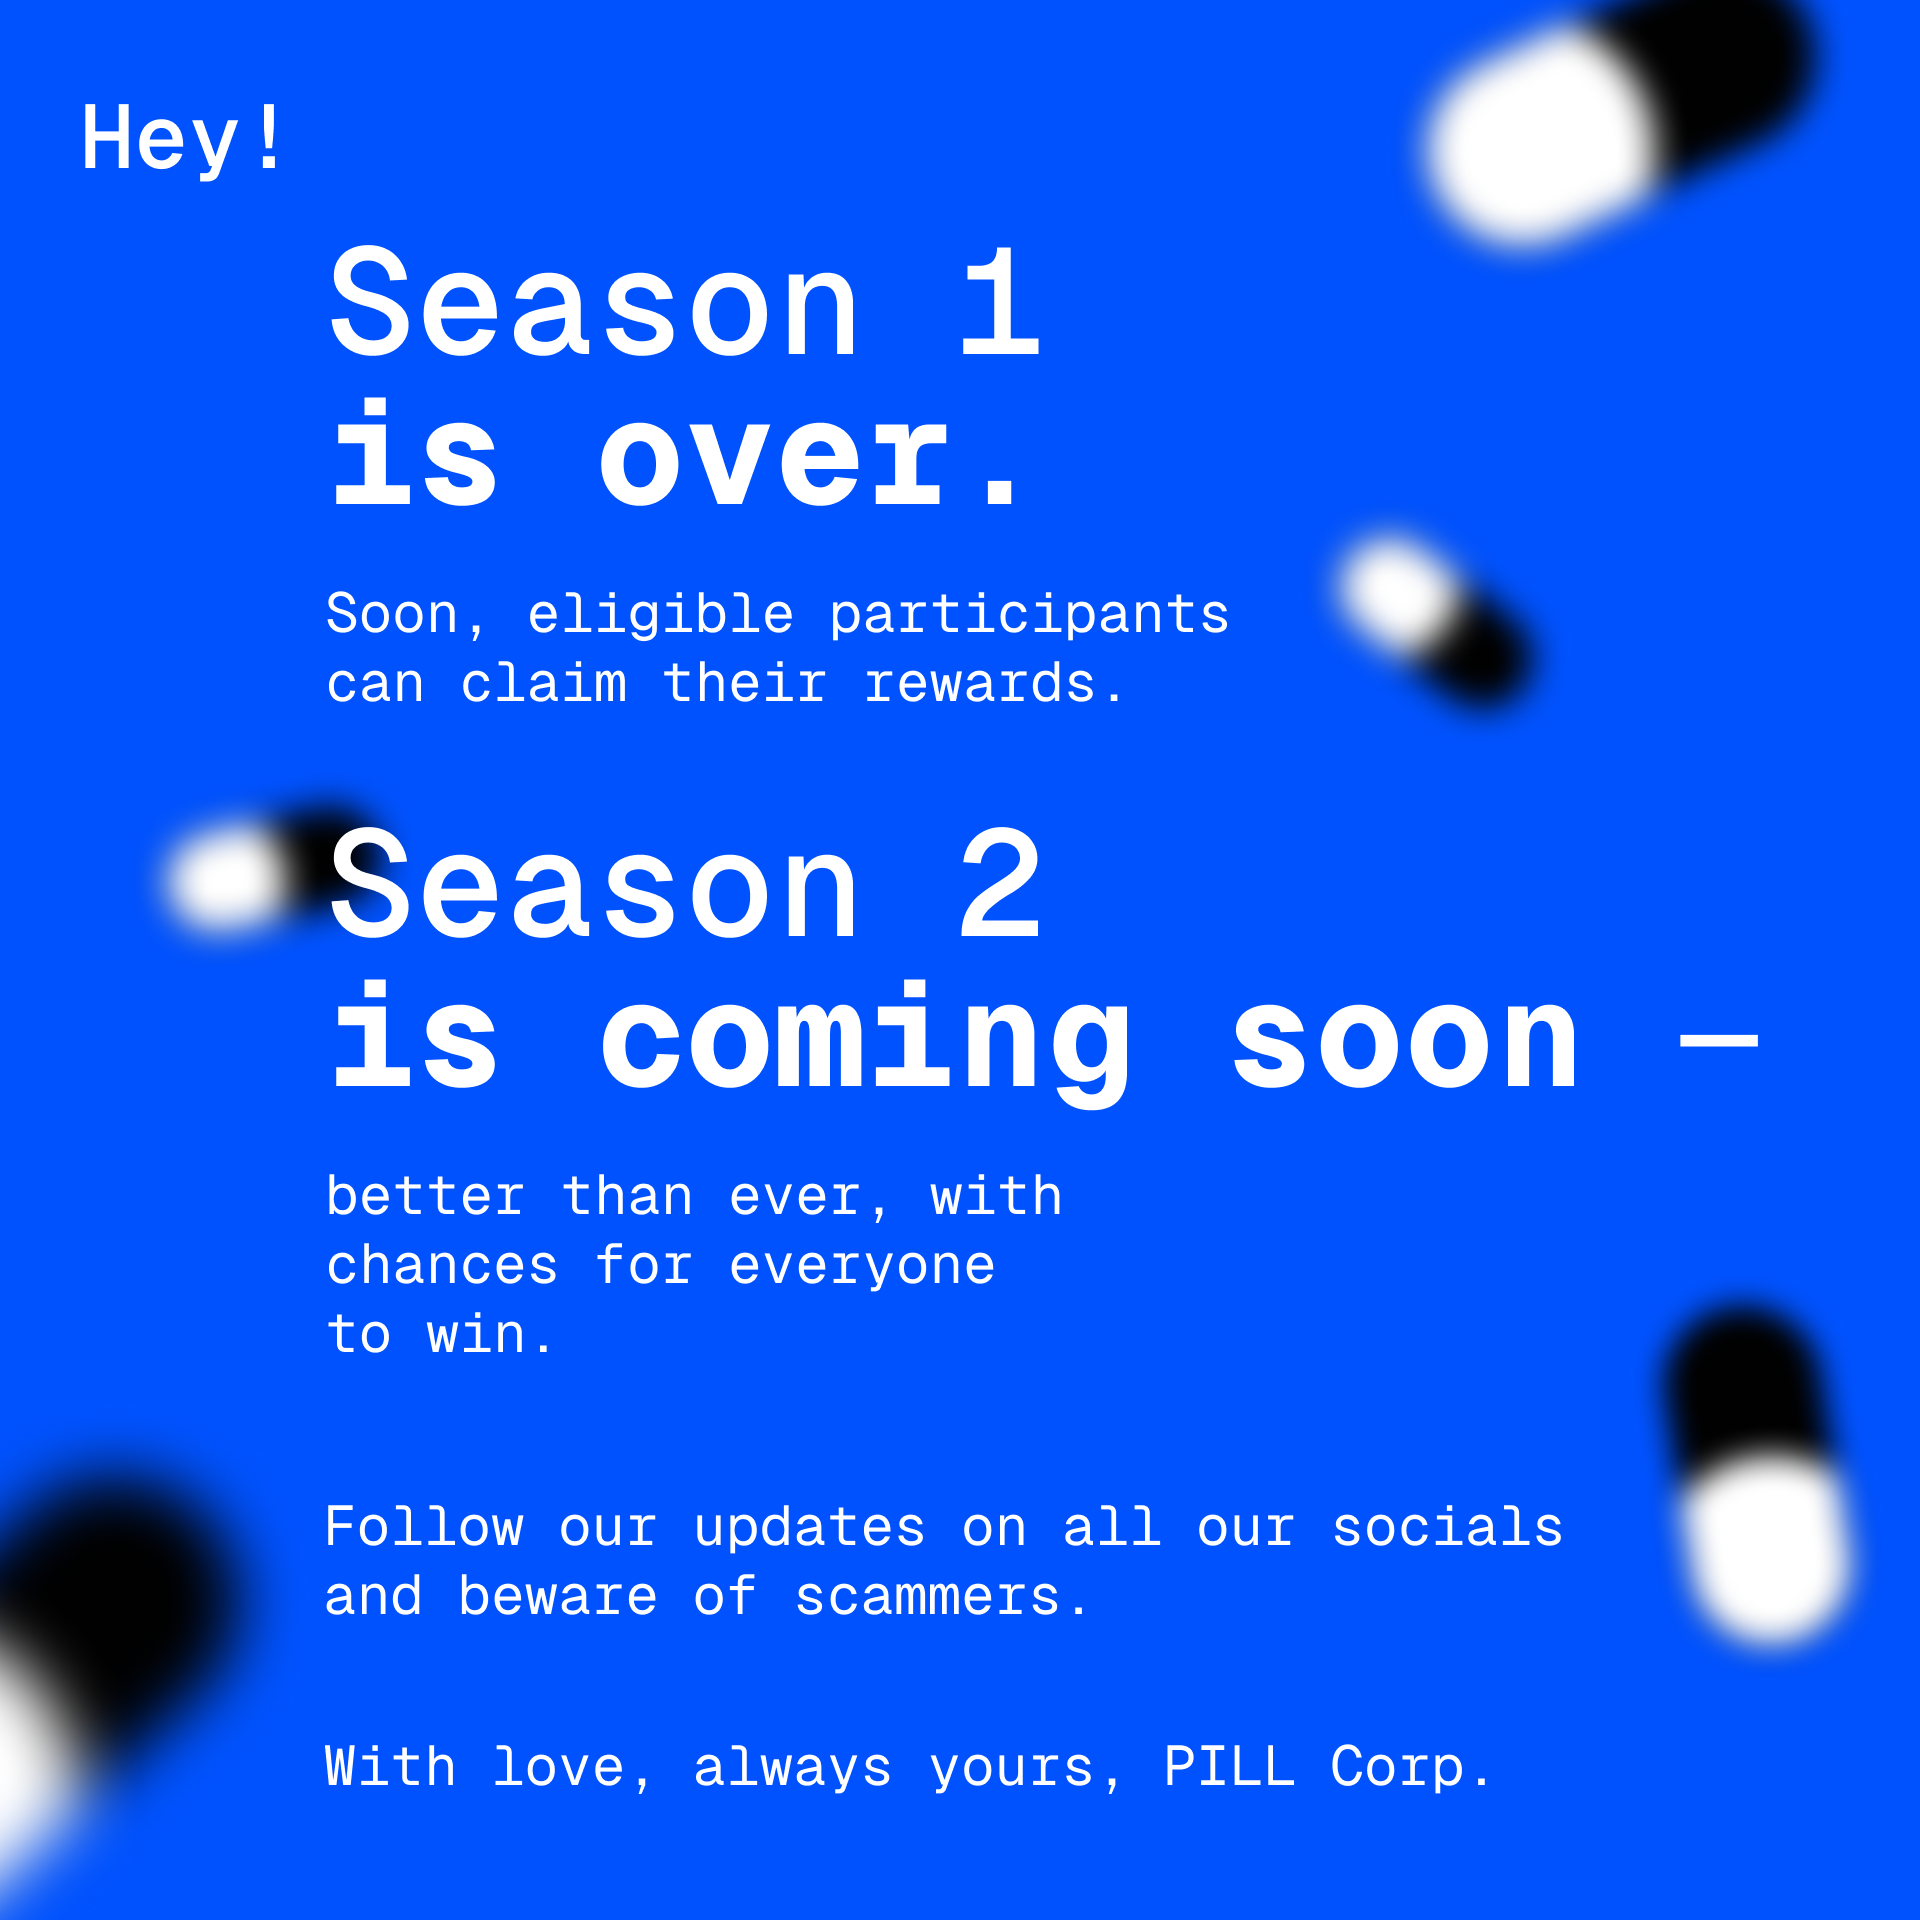 Hey!
Season 1
is over.
Soon, eligible participants
can claim their rewards.
Season 2
is coming soon —
better than ever, with
chances for everyone
to win.
Follow our updates on all our socials
and beware of scammers.
With love, always yours, PILL Corp.